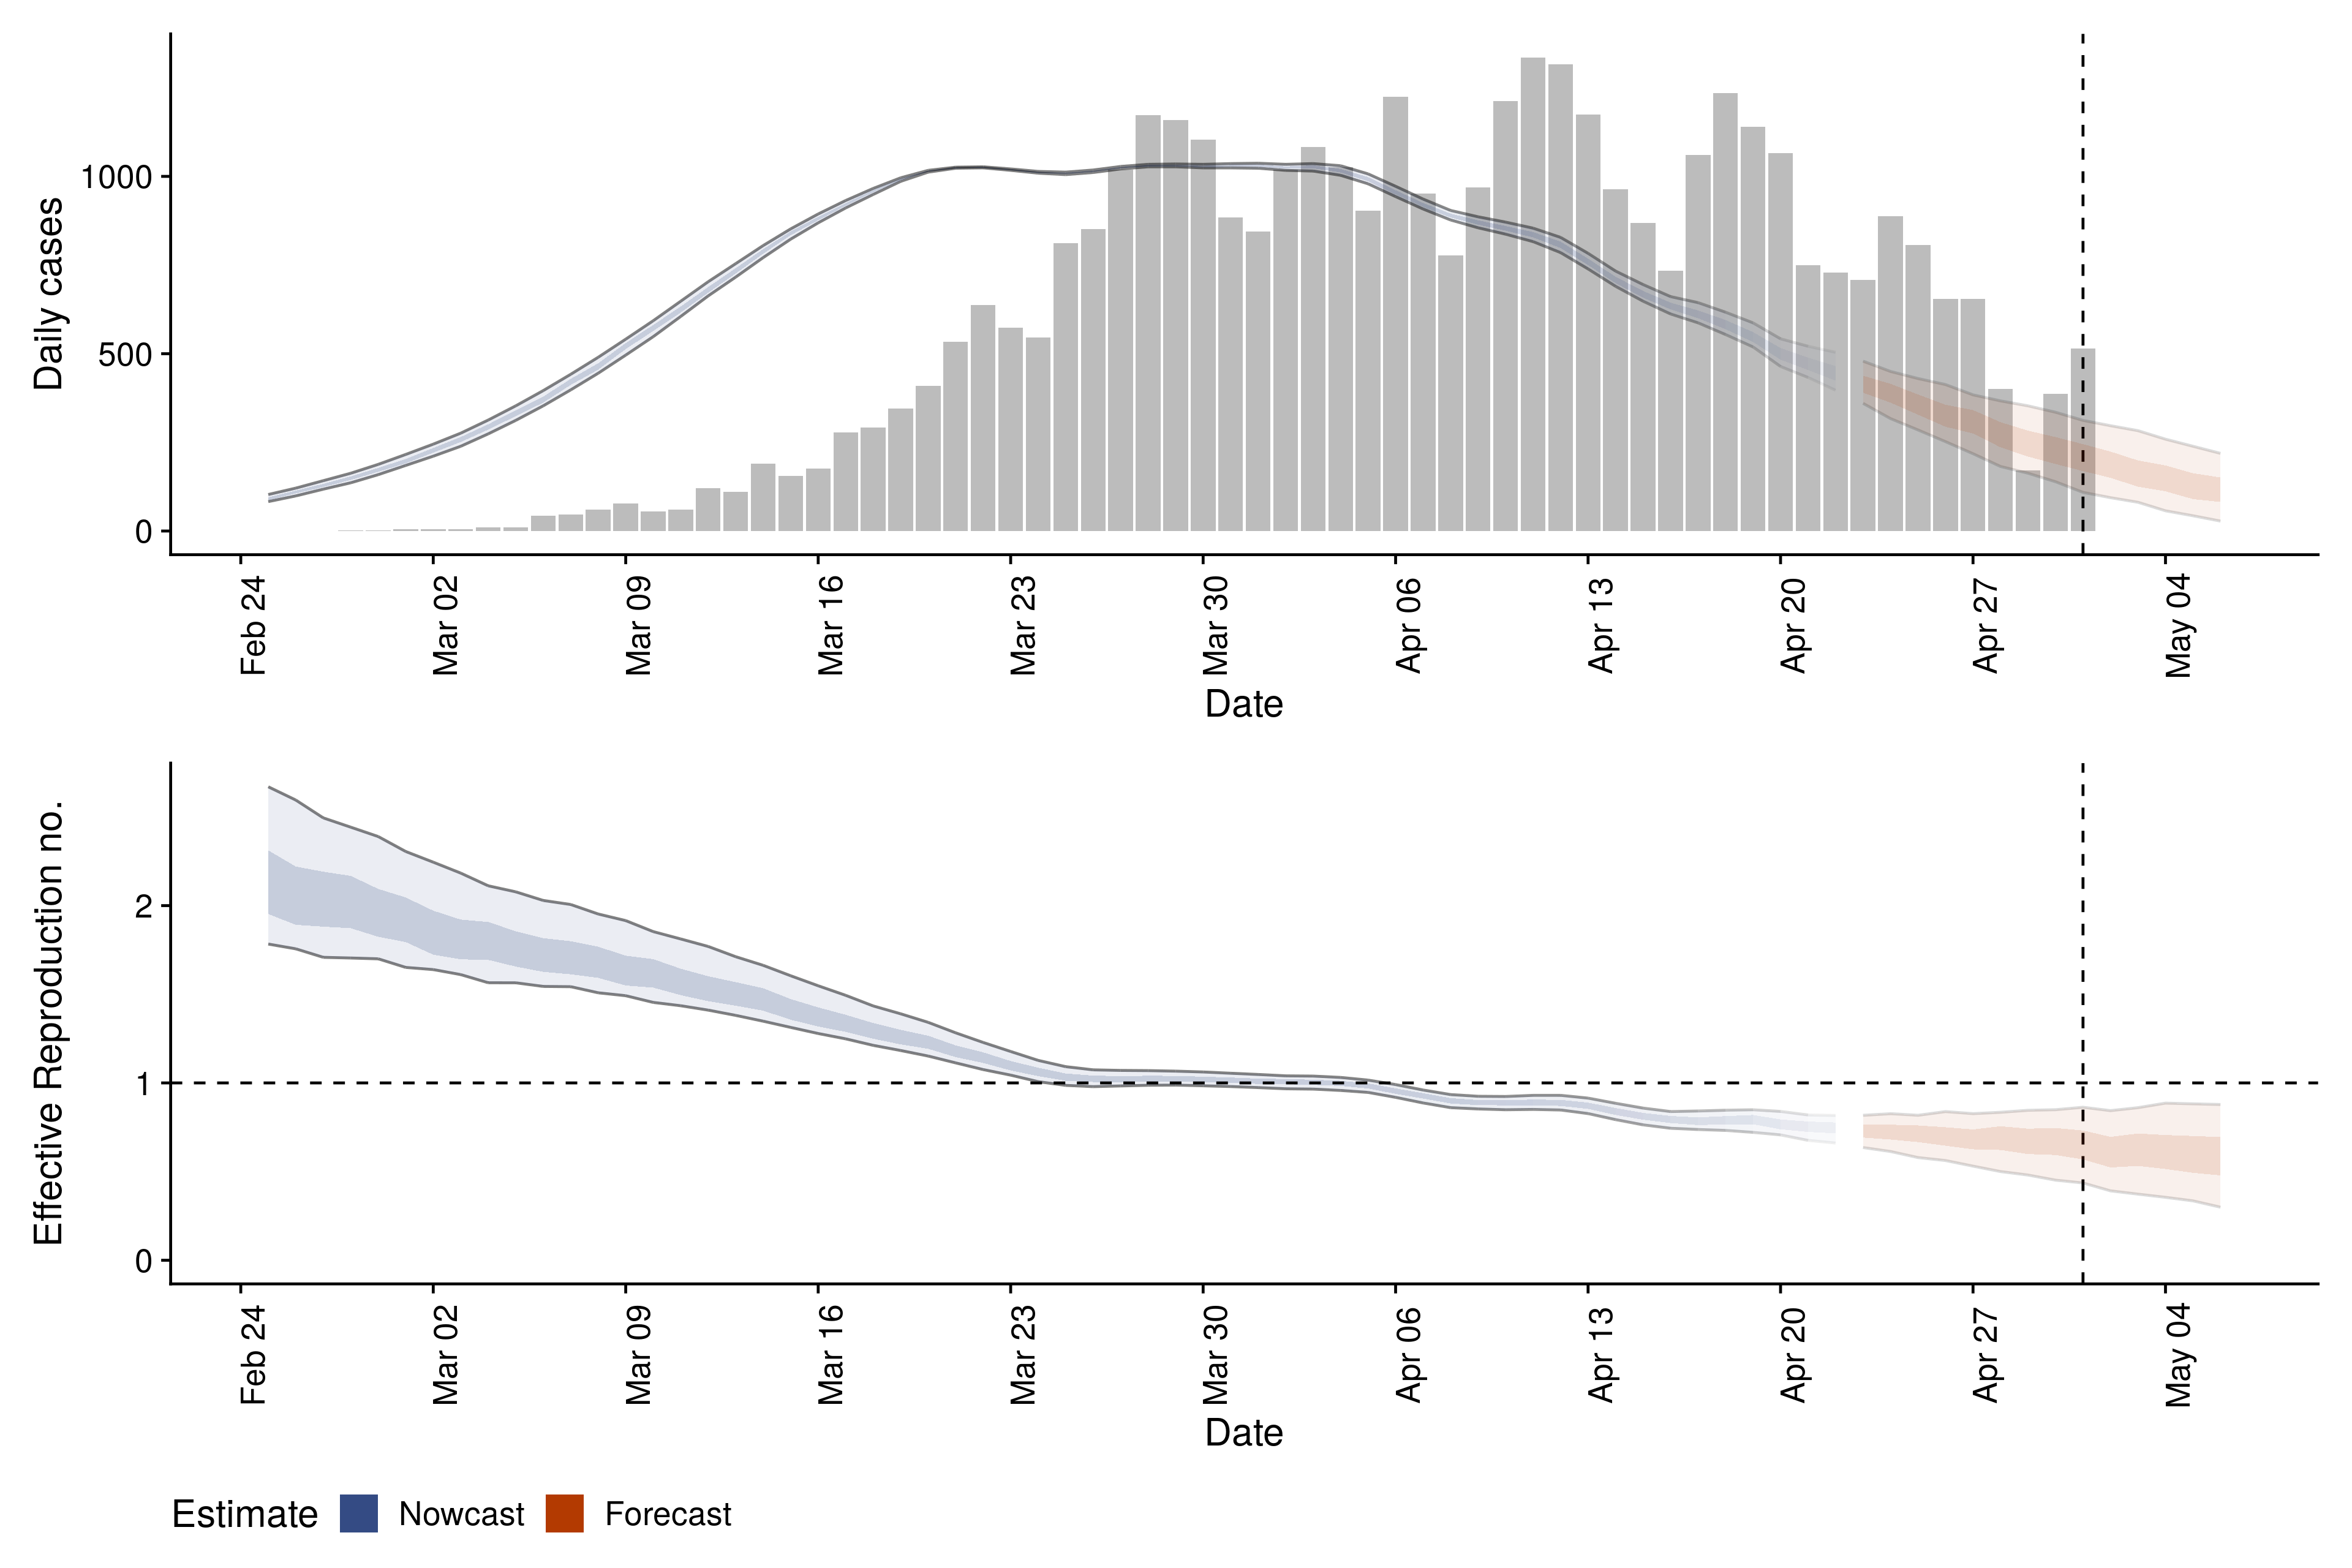 Daily cases
1000
500
0
Feb 24
Mar 02
Mar 09
Mar 16
Mar 23
Mar 30
Apr 06
Apr 13
Apr 20
Apr 27
May 04
Date
Effective Reproduction no.
2
1
0
Feb 24
Mar 02
Mar 09
Mar 16
Mar 23
Mar 30
Apr 06
Apr 13
Apr 20
Apr 27
May 04
Date
Estimate Nowcast Forecast